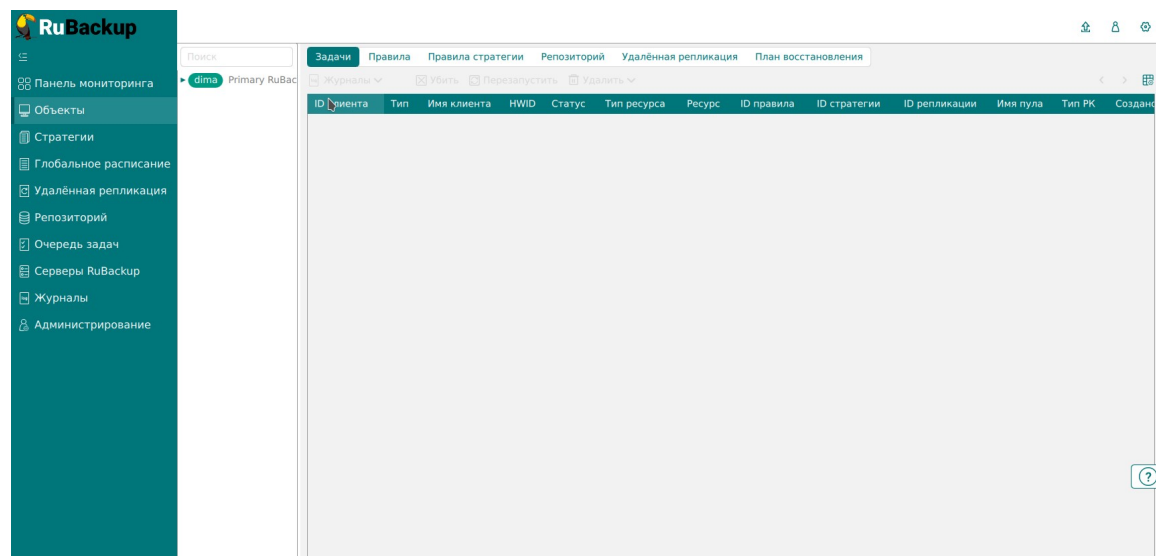 RuBackup
Панель мониторинга
Объекты
Стратегии
Глобальное расписание
Удалённая репликация
Репозиторий
Очередь задач
Серверы RuBackup
Журналы
Администрирование
Поиск
dima Primary RuBac
Задачи Правила Правила стратегии Репозиторий Удалённая репликация План восстановления
Журналы Убить Перезапустить Удалить
ID клиента Тип Имя клиента HWID Статус Тип ресурса Ресурс ID правила ID стратегии ID репликации Имя пула Тип РК Создано
?